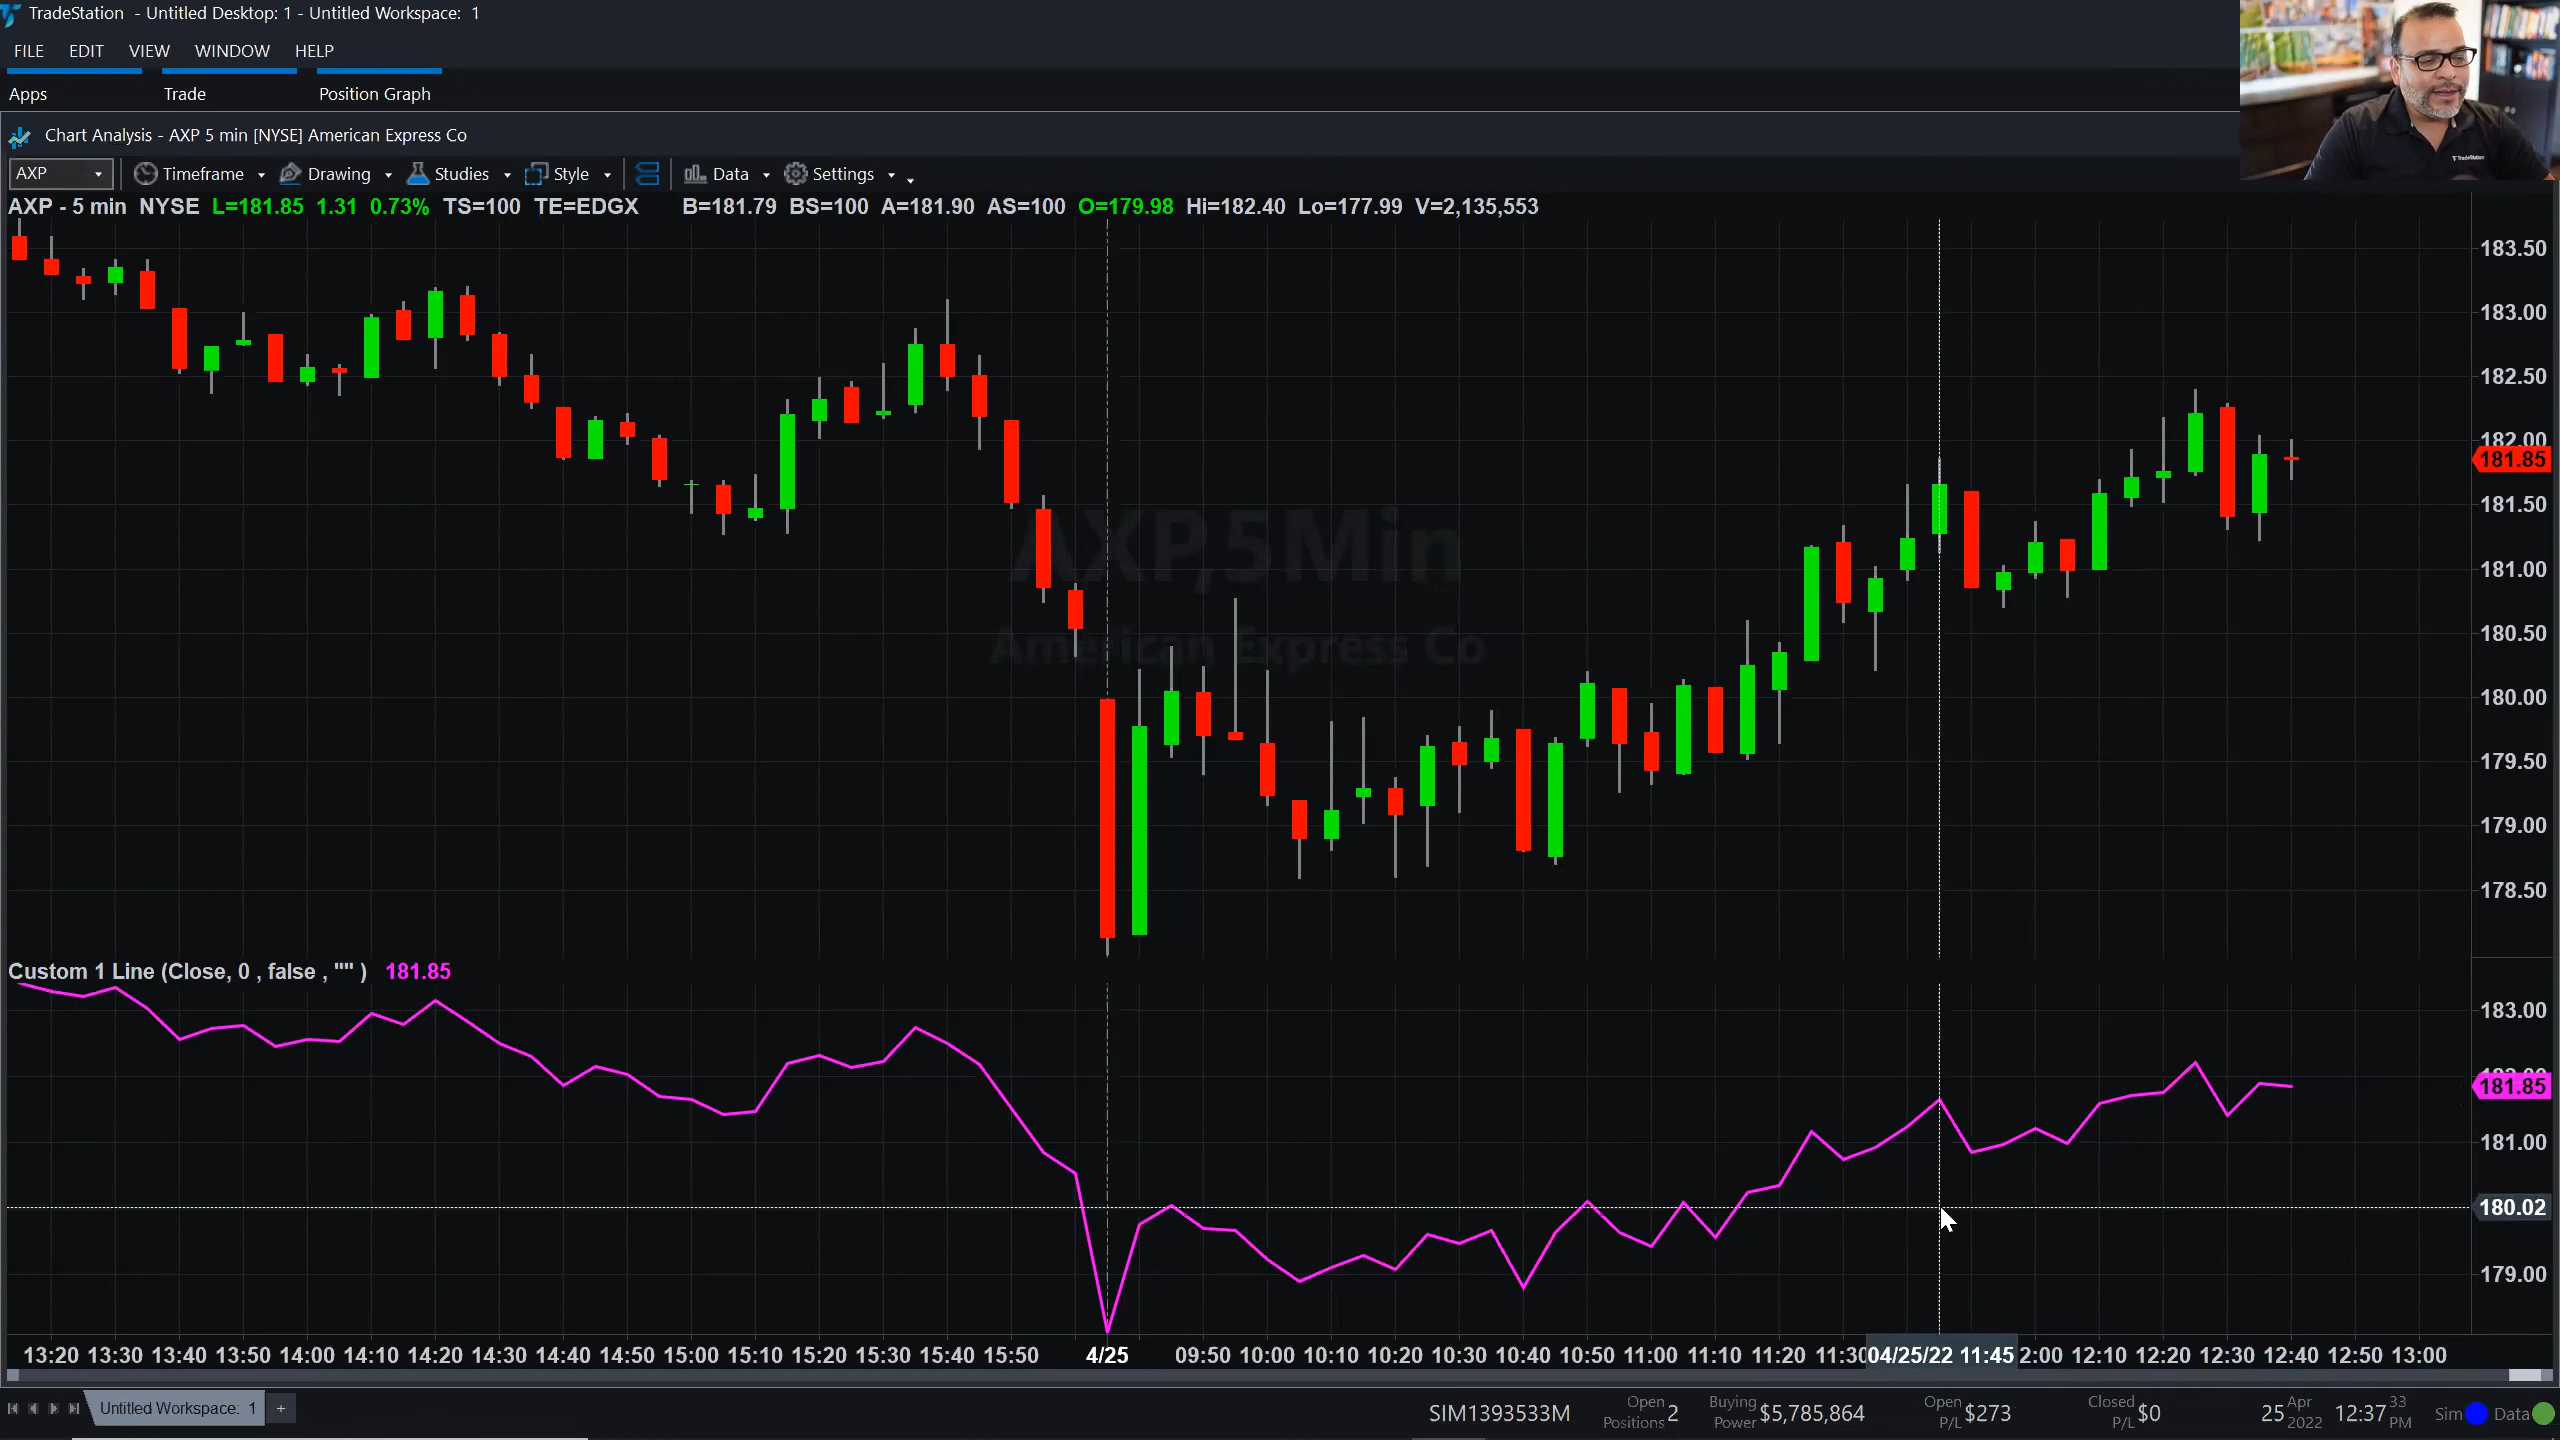 TradeStation - Untitled Desktop: 1 - Untitled Workspace: 1
FILE EDIT VIEW WINDOW HELP
Apps Trade Position Graph
Chart Analysis - AXP 5 min [NYSE] American Express Co
AXP Timeframe Drawing Studies Style Data Settings
AXP - 5 min NYSE L=181.85 1.31 0.73% TS=100 TE=EDGX B=181.79 BS=100 A=181.90 AS=100 O=179.98 Hi=182.40 Lo=177.99 V=2,135,553
183.50
183.00
182.50
182.00
181.85
181.50
AXP,5Min
181.00
American Express Co
180.50
180.00
179.50
179.00
178.50
Custom 1 Line (Close, 0 , false , "" ) 181.85
183.00
181.85
181.00
180.02
179.00
13:20 13:30 13:40 13:50 14:00 14:10 14:20 14:30 14:40 14:50 15:00 15:10 15:20 15:30 15:40 15:50 4/25 09:50 10:00 10:10 10:20 10:30 10:40 10:50 11:00 11:10 11:20 11:30 04/25/22 11:45 2:00 12:10 12:20 12:30 12:40 12:50 13:00
Untitled Workspace: 1 +
SIM1393533M Open Positions 2 Buying Power $5,785,864 Open P/L $273 Closed P/L $0 25 Apr 2022 12:37 33 PM Sim Data
TradeStation